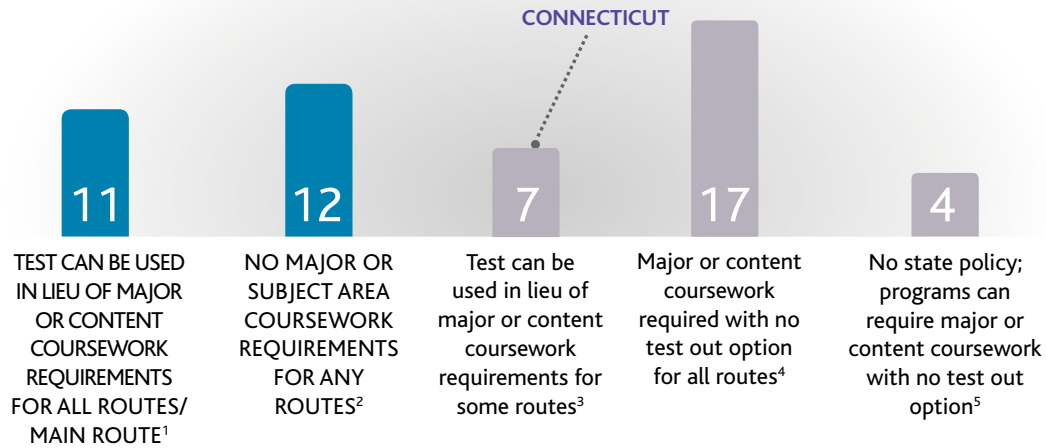 CONNECTICUT
11
12
7
17
4
TEST CAN BE USED
IN LIEU OF MAJOR
OR CONTENT
COURSEWORK
REQUIREMENTS
FOR ALL ROUTES/
MAIN ROUTE¹
NO MAJOR OR
SUBJECT AREA
COURSEWORK
REQUIREMENTS
FOR ANY
ROUTES²
Test can be
used in lieu of
major or content
coursework
requirements for
some routes³
Major or content
coursework
required with no
test out option
for all routes⁴
No state policy;
programs can
require major or
content coursework
with no test out
option⁵